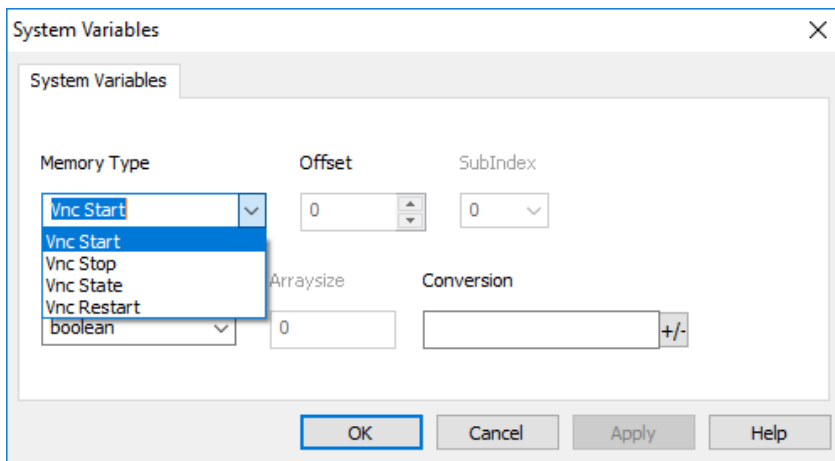 System Variables
System Variables
Memory Type Offset SubIndex
Vnc Start 0 0
Vnc Start
Vnc Stop
Vnc State
Vnc Restart
Arraysize Conversion
boolean 0 +/-
OK Cancel Apply Help